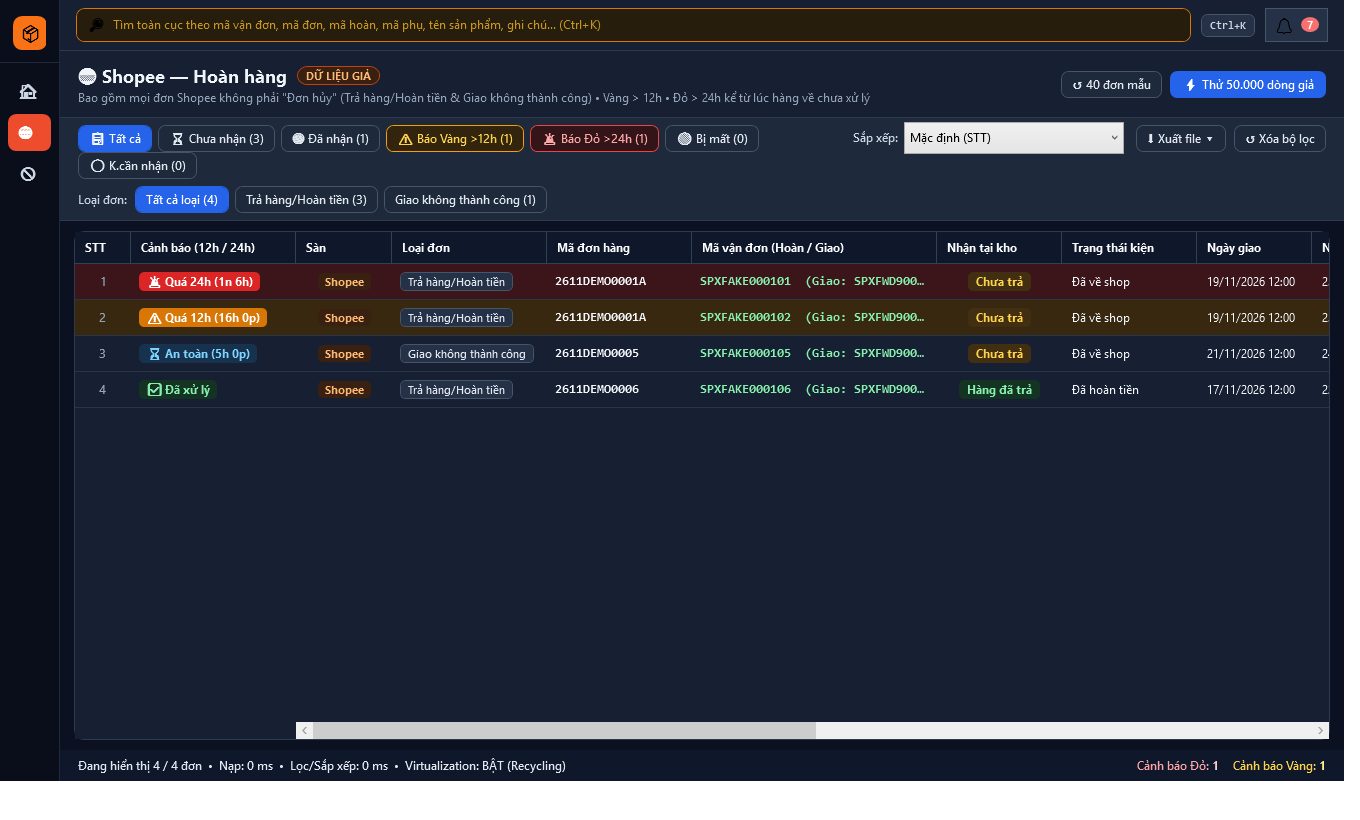 Tìm toàn cục theo mã vận đơn, mã đơn, mã hoàn, mã phụ, tên sản phẩm, ghi chú... (Ctrl+K)
Ctrl+K
7
Shopee — Hoàn hàng
DỮ LIỆU GIẢ
Bao gồm mọi đơn Shopee không phải "Đơn hủy" (Trả hàng/Hoàn tiền & Giao không thành công) • Vàng > 12h • Đỏ > 24h kể từ lúc hàng về chưa xử lý
↺ 40 đơn mẫu
Thử 50.000 dòng giả
Tất cả
Chưa nhận (3)
Đã nhận (1)
Báo Vàng >12h (1)
Báo Đỏ >24h (1)
Bị mất (0)
K.cần nhận (0)
Sắp xếp:
Mặc định (STT)
⬇ Xuất file ▾
↺ Xóa bộ lọc
Loại đơn:
Tất cả loại (4)
Trả hàng/Hoàn tiền (3)
Giao không thành công (1)
STT Cảnh báo (12h / 24h) Sàn Loại đơn Mã đơn hàng Mã vận đơn (Hoàn / Giao) Nhận tại kho Trạng thái kiện Ngày giao N
1 Quá 24h (1n 6h) Shopee Trả hàng/Hoàn tiền 2611DEMO0001A SPXFAKE000101 (Giao: SPXFWD900… Chưa trả Đã về shop 19/11/2026 12:00 2
2 Quá 12h (16h 0p) Shopee Trả hàng/Hoàn tiền 2611DEMO0001A SPXFAKE000102 (Giao: SPXFWD900… Chưa trả Đã về shop 19/11/2026 12:00 2
3 An toàn (5h 0p) Shopee Giao không thành công 2611DEMO0005 SPXFAKE000105 (Giao: SPXFWD900… Chưa trả Đã về shop 21/11/2026 12:00 2
4 Đã xử lý Shopee Trả hàng/Hoàn tiền 2611DEMO0006 SPXFAKE000106 (Giao: SPXFWD900… Hàng đã trả Đã hoàn tiền 17/11/2026 12:00 2
Đang hiển thị 4 / 4 đơn • Nạp: 0 ms • Lọc/Sắp xếp: 0 ms • Virtualization: BẬT (Recycling)
Cảnh báo Đỏ: 1
Cảnh báo Vàng: 1